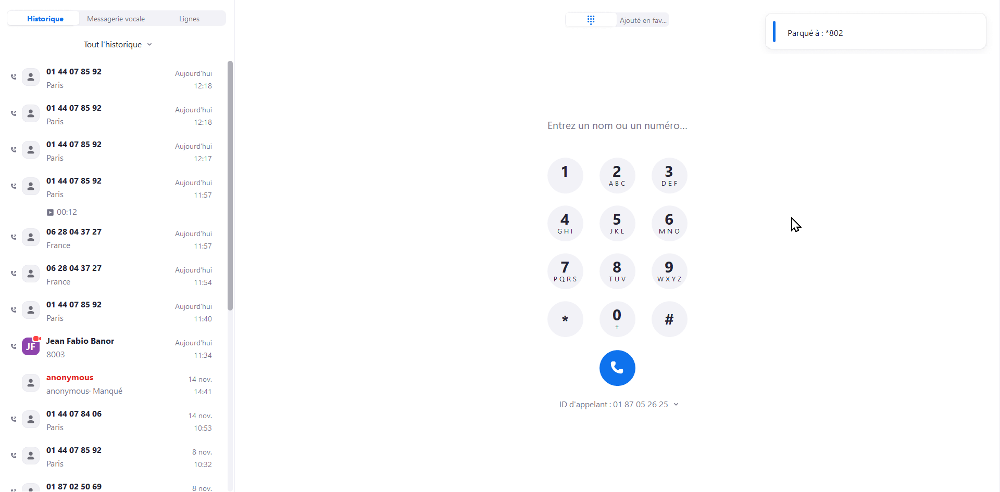 Historique
Messagerie vocale
Lignes
Tout l'historique
01 44 07 85 92
Aujourd'hui
Paris
12:18
01 44 07 85 92
Aujourd'hui
Paris
12:18
01 44 07 85 92
Aujourd'hui
Paris
12:17
01 44 07 85 92
Aujourd'hui
Paris
11:57
00:12
06 28 04 37 27
Aujourd'hui
France
11:57
06 28 04 37 27
Aujourd'hui
France
11:54
01 44 07 85 92
Aujourd'hui
Paris
11:40
JF
Jean Fabio Banor
Aujourd'hui
8003
11:34
anonymous
14 nov.
anonymous· Manqué
14:41
01 44 07 84 06
14 nov.
Paris
10:53
01 44 07 85 92
8 nov.
Paris
10:32
01 87 02 50 69
8 nov.
Ajouté en fav...
Entrez un nom ou un numéro...
1
2
ABC
3
DEF
4
GHI
5
JKL
6
MNO
7
PQRS
8
TUV
9
WXYZ
*
0
+
#
ID d'appelant : 01 87 05 26 25
Parqué à : *802